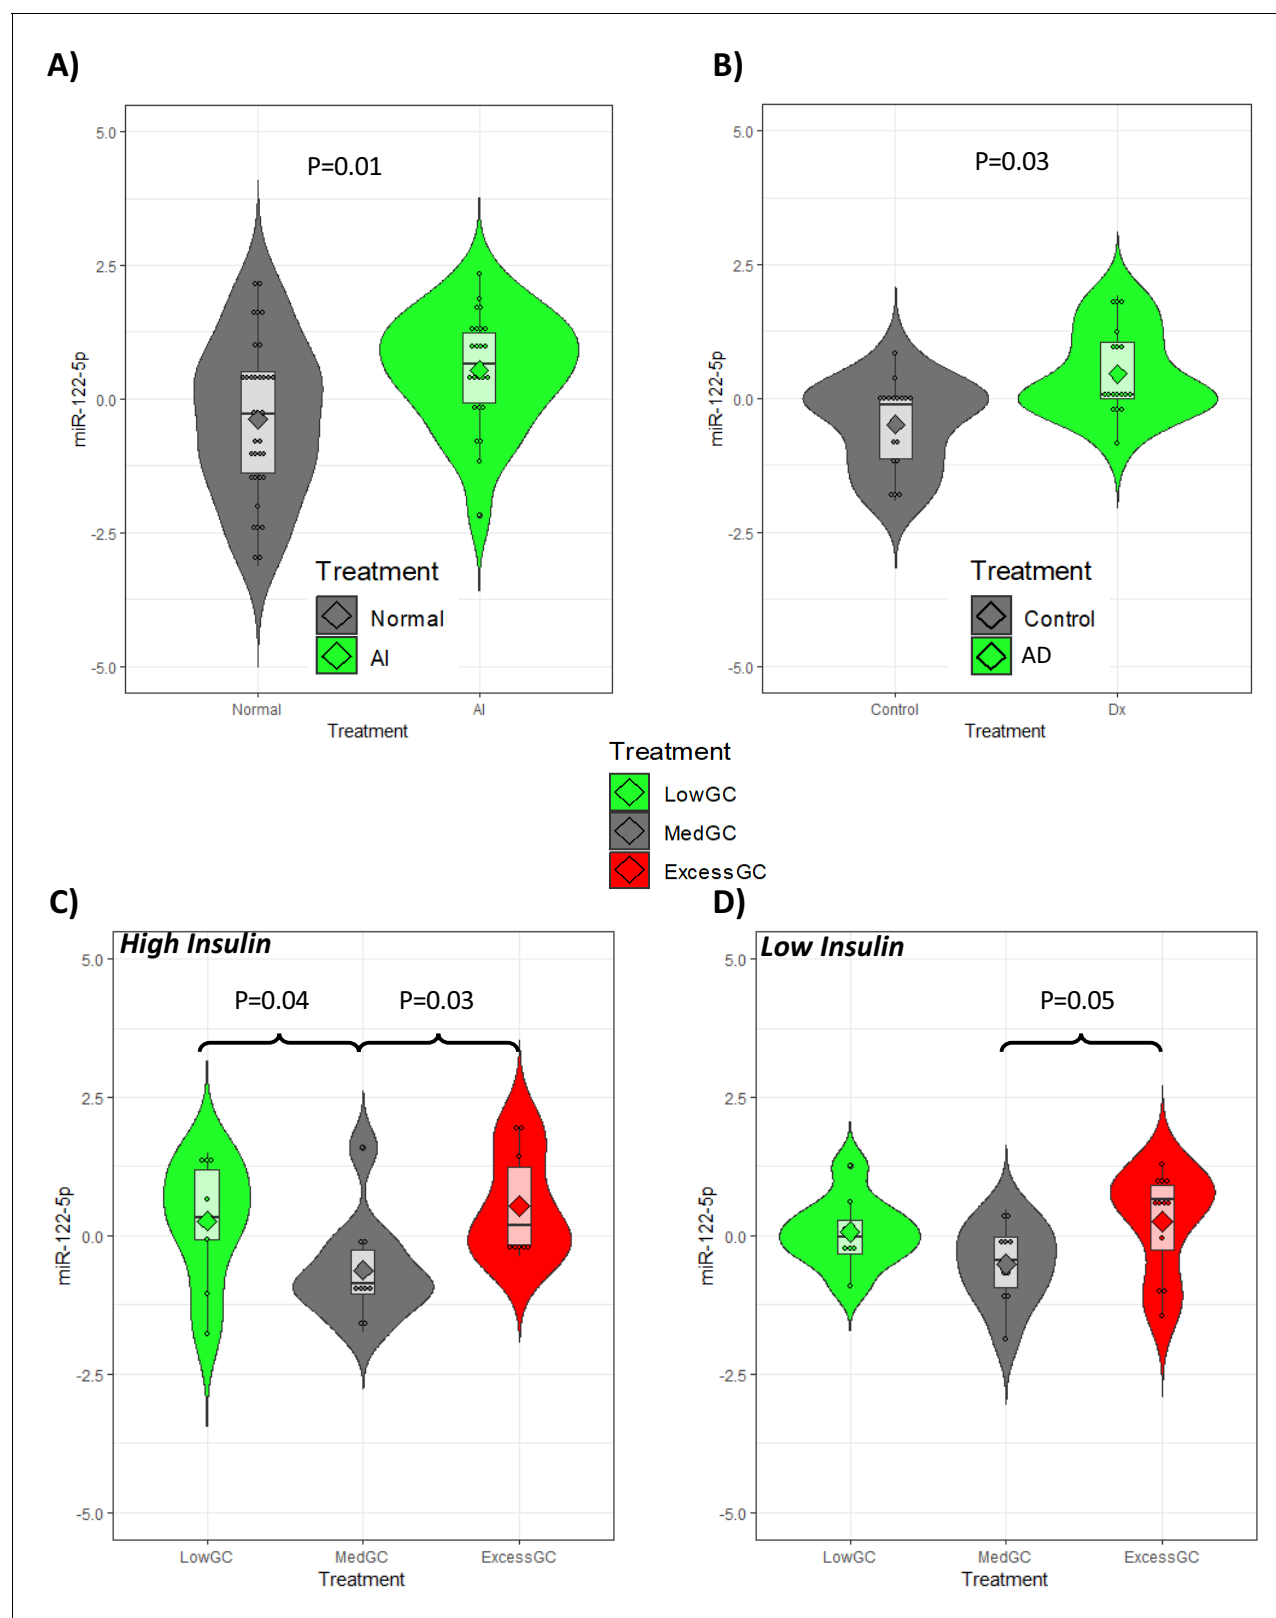 A)
P=0.01
5.0
2.5
0.0
-2.5
-5.0
miR-122-5p
Treatment
Normal
AI
Normal
AI
Treatment
B)
P=0.03
5.0
2.5
0.0
-2.5
-5.0
miR-122-5p
Treatment
Control
AD
Control
Dx
Treatment
Treatment
LowGC
MedGC
ExcessGC
C)
High Insulin
P=0.04
P=0.03
5.0
2.5
0.0
-2.5
-5.0
miR-122-5p
LowGC
MedGC
ExcessGC
Treatment
D)
Low Insulin
P=0.05
5.0
2.5
0.0
-2.5
-5.0
miR-122-5p
LowGC
MedGC
ExcessGC
Treatment